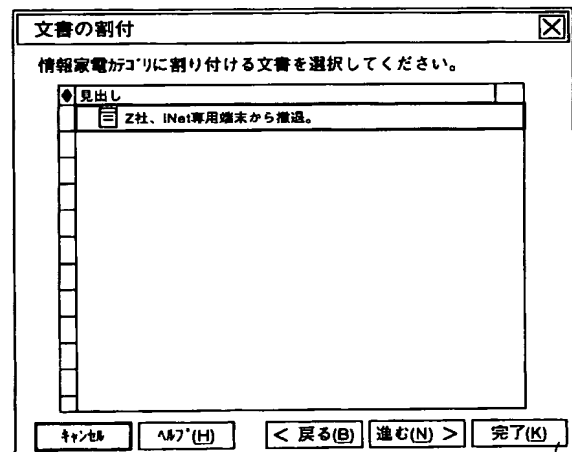 文書の割付
情報家電ｶﾃｺﾞﾘに割り付ける文書を選択してください。
見出し
Z社、iNet専用端末から撤退。
ｷｬﾝｾﾙ ﾍﾙﾌﾟ(H) < 戻る(B) 進む(N) > 完了(K)